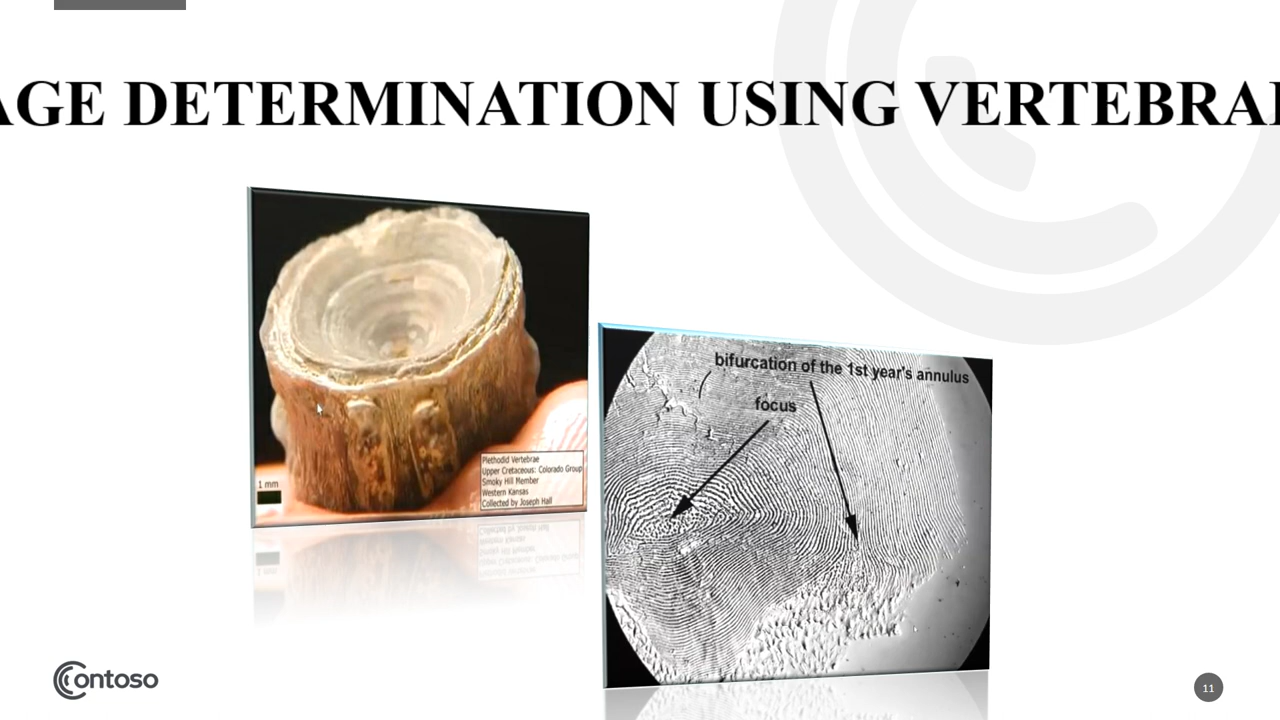 AGE DETERMINATION USING VERTEBRAE
Plethodid Vertebrae
Upper Cretaceous: Colorado Group
Smoky Hill Member
Western Kansas
Collected by Joseph Hall
1 mm
bifurcation of the 1st year's annulus
focus
Contoso
11